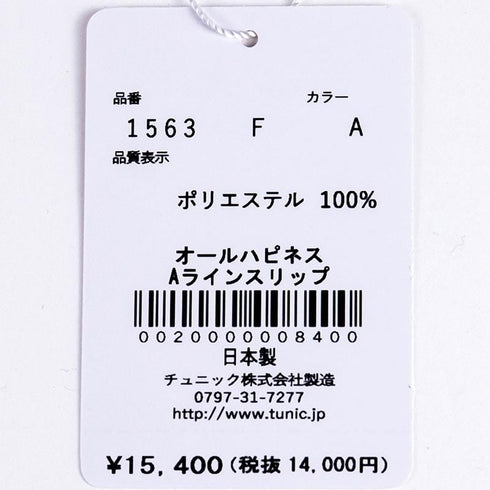 品番 カラー
1563 F A
品質表示
ポリエステル 100%
オールハピネス
Aラインスリップ
0020000008400
日本製
チュニック株式会社製造
0797-31-7277
http://www.tunic.jp
¥15,400(税抜14,000円)